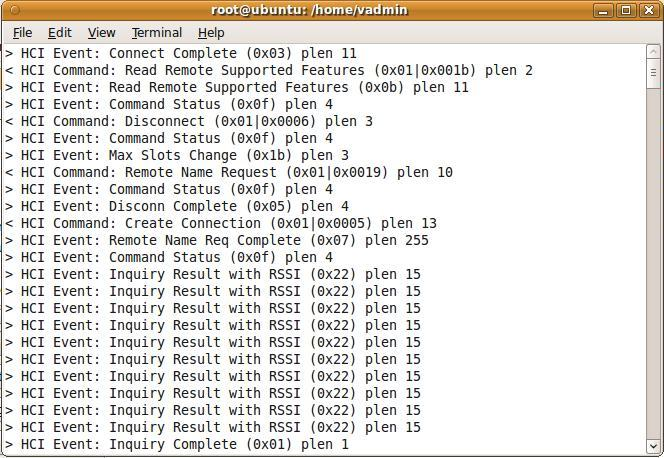 root@ubuntu: /home/vadmin
File Edit View Terminal Help
> HCI Event: Connect Complete (0x03) plen 11
< HCI Command: Read Remote Supported Features (0x01|0x001b) plen 2
> HCI Event: Read Remote Supported Features (0x0b) plen 11
> HCI Event: Command Status (0x0f) plen 4
< HCI Command: Disconnect (0x01|0x0006) plen 3
> HCI Event: Command Status (0x0f) plen 4
> HCI Event: Max Slots Change (0x1b) plen 3
< HCI Command: Remote Name Request (0x01|0x0019) plen 10
> HCI Event: Command Status (0x0f) plen 4
> HCI Event: Disconn Complete (0x05) plen 4
< HCI Command: Create Connection (0x01|0x0005) plen 13
> HCI Event: Remote Name Req Complete (0x07) plen 255
> HCI Event: Command Status (0x0f) plen 4
> HCI Event: Inquiry Result with RSSI (0x22) plen 15
> HCI Event: Inquiry Result with RSSI (0x22) plen 15
> HCI Event: Inquiry Result with RSSI (0x22) plen 15
> HCI Event: Inquiry Result with RSSI (0x22) plen 15
> HCI Event: Inquiry Result with RSSI (0x22) plen 15
> HCI Event: Inquiry Result with RSSI (0x22) plen 15
> HCI Event: Inquiry Result with RSSI (0x22) plen 15
> HCI Event: Inquiry Result with RSSI (0x22) plen 15
> HCI Event: Inquiry Result with RSSI (0x22) plen 15
> HCI Event: Inquiry Result with RSSI (0x22) plen 15
> HCI Event: Inquiry Complete (0x01) plen 1